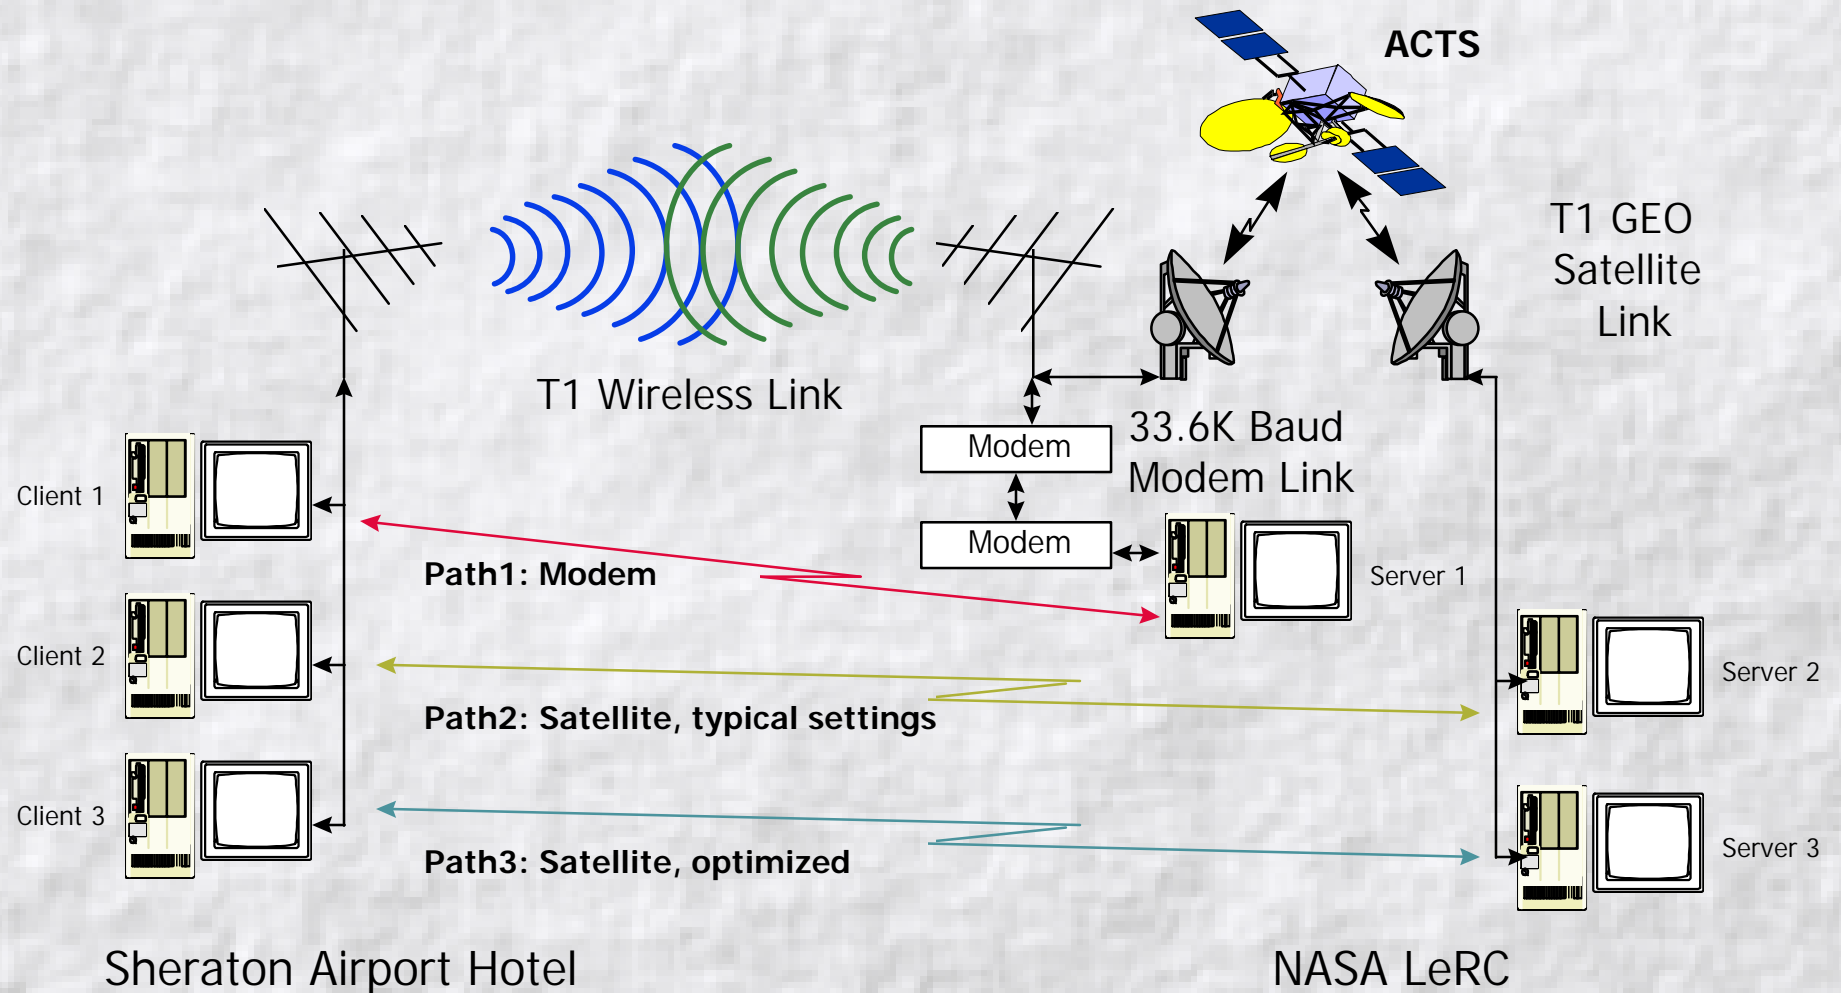 ACTS
T1 GEO
Satellite
Link
T1 Wireless Link
33.6K Baud
Modem Link
Modem
Modem
Client 1
Server 1
Path1: Modem
Client 2
Server 2
Path2: Satellite, typical settings
Client 3
Server 3
Path3: Satellite, optimized
Sheraton Airport Hotel
NASA LeRC